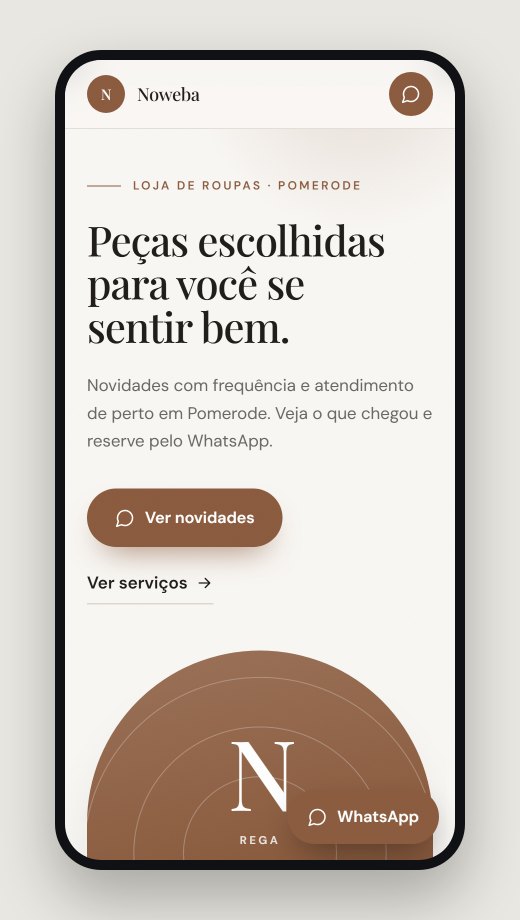 N Noweba
LOJA DE ROUPAS · POMERODE
Peças escolhidas
para você se
sentir bem.
Novidades com frequência e atendimento
de perto em Pomerode. Veja o que chegou e
reserve pelo WhatsApp.
Ver novidades
Ver serviços →
N
WhatsApp
REGA